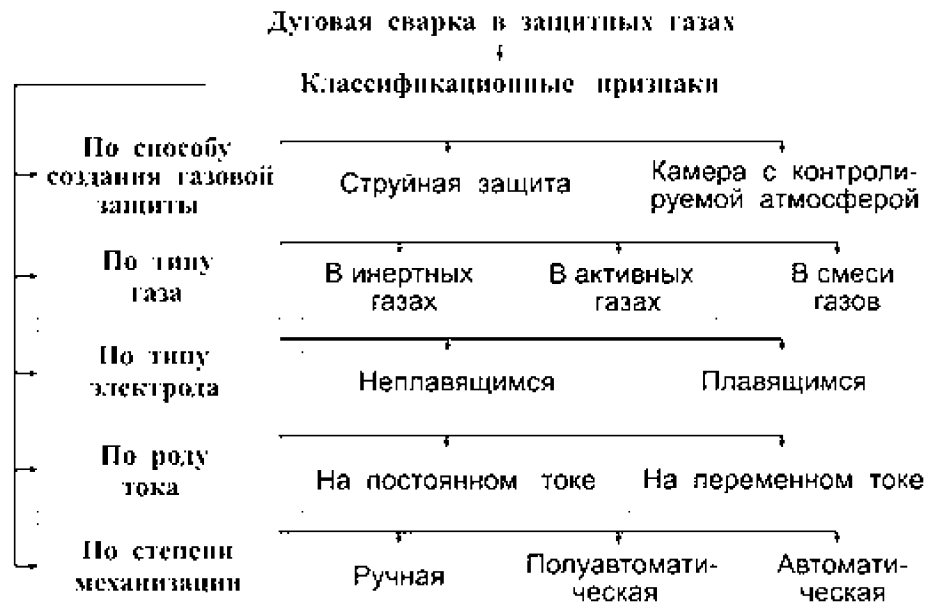 Дуговая сварка в защитных газах
Классификационные признаки
По способу
создания газовой
защиты
Струйная защита
Камера с контроли-
руемой атмосферой
По типу
газа
В инертных
газах
В активных
газах
В смеси
газов
По типу
электрода
Неплавящимся
Плавящимся
По роду
тока
На постоянном токе
На переменном токе
По степени
механизации
Ручная
Полуавтомати-
ческая
Автомати-
ческая